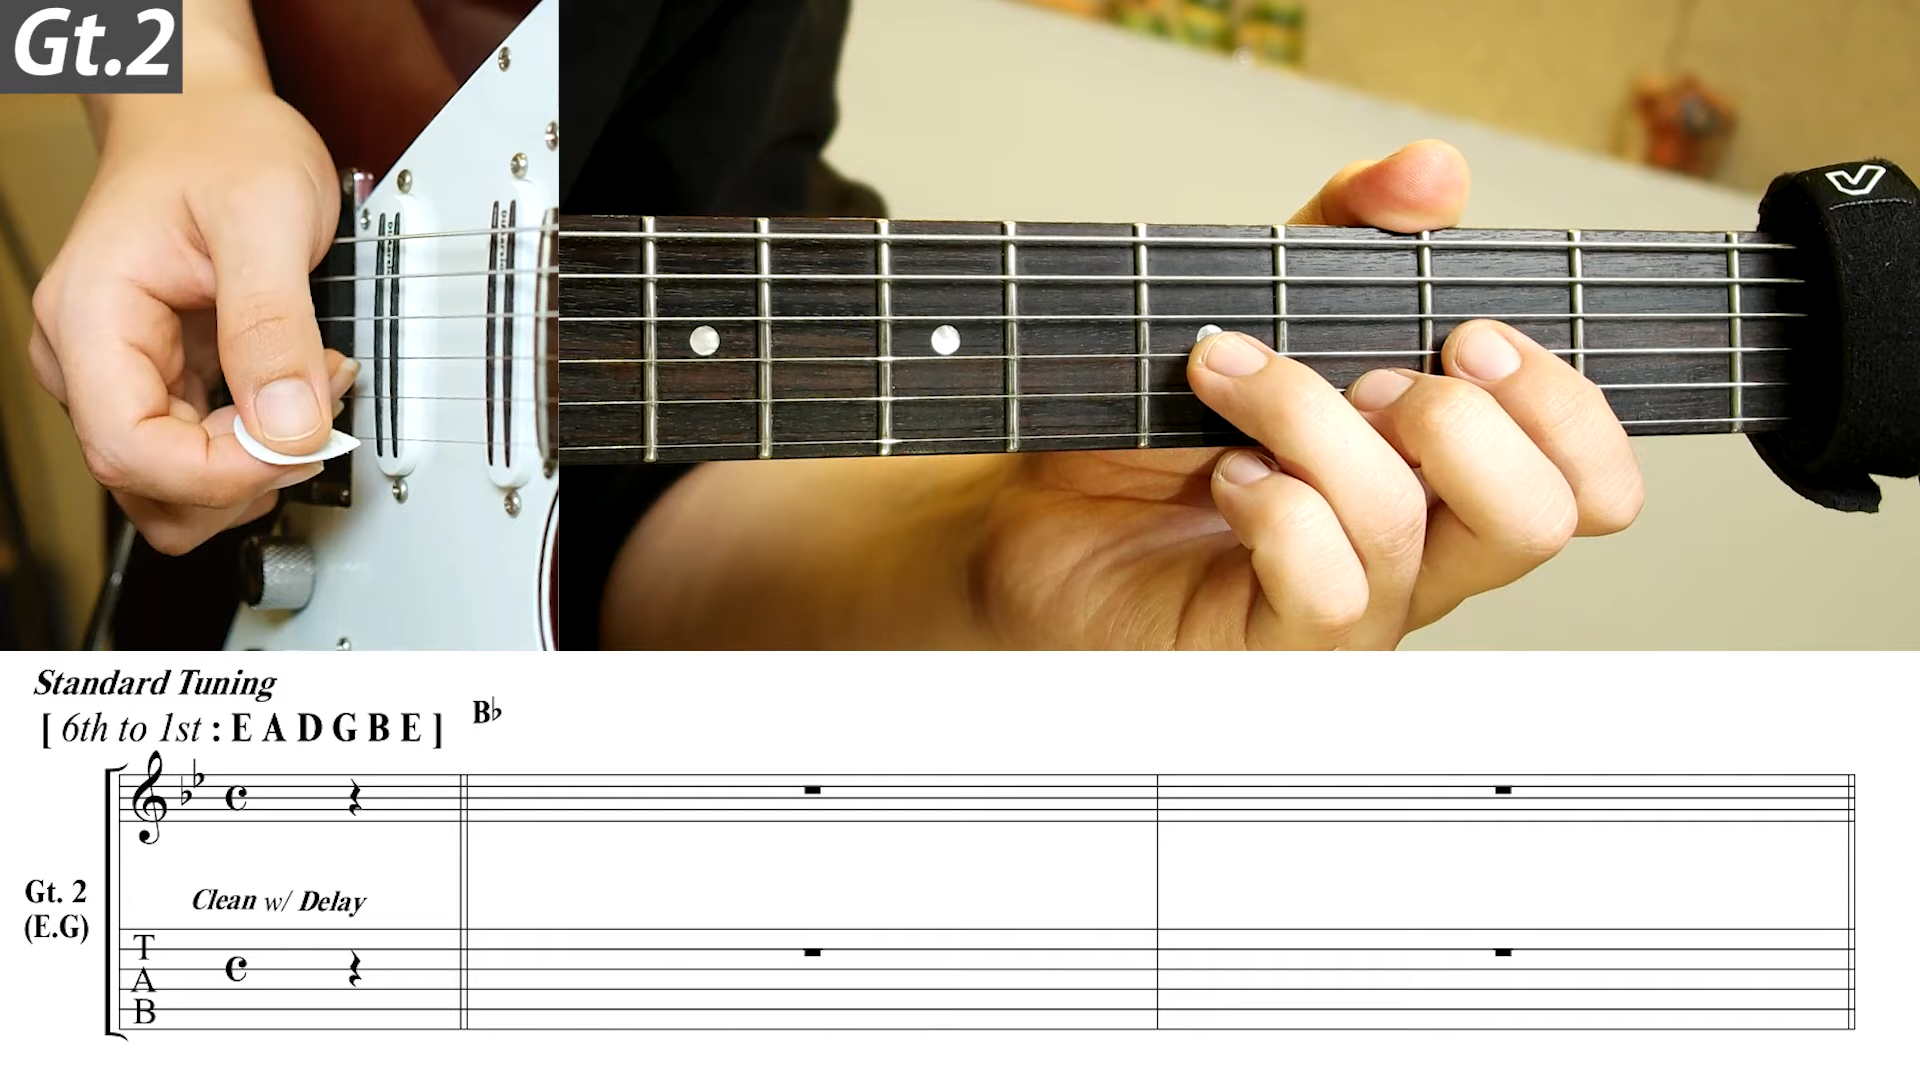 Gt.2
Standard Tuning
[ 6th to 1st : E A D G B E ]
B♭
Gt. 2
(E.G)
Clean w/ Delay
T
A
B